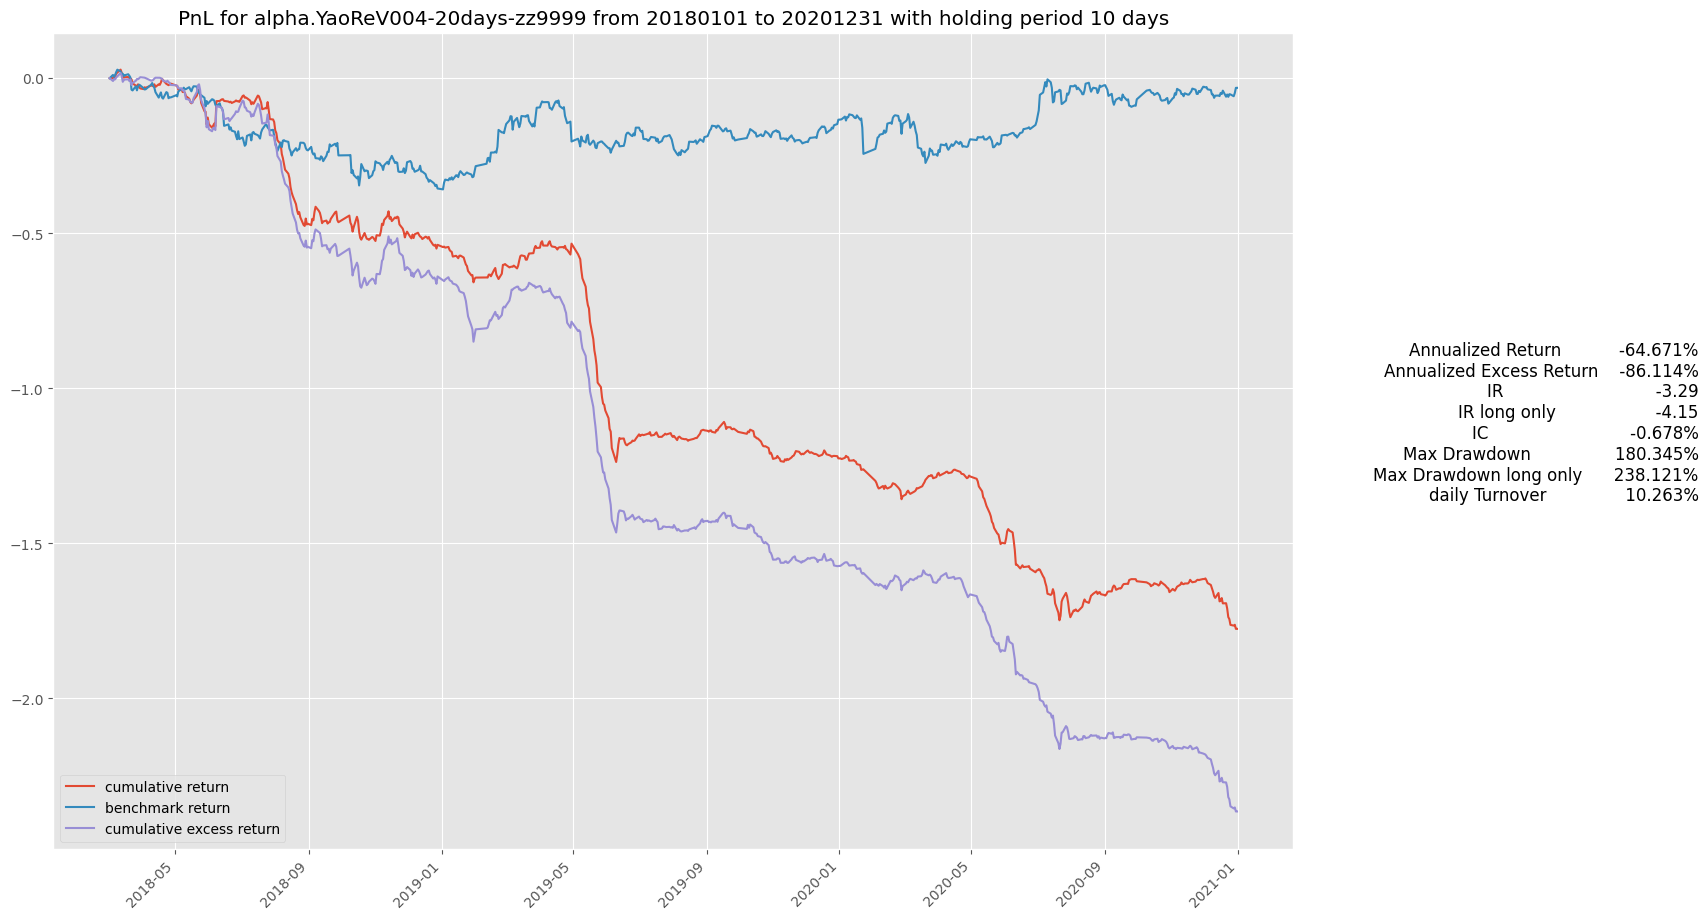 PnL for alpha.YaoReV004-20days-zz9999 from 20180101 to 20201231 with holding period 10 days
0.0
−0.5
−1.0
−1.5
−2.0
2018-05
2018-09
2019-01
2019-05
2019-09
2020-01
2020-05
2020-09
2021-01
cumulative return
benchmark return
cumulative excess return
Annualized Return -64.671%
Annualized Excess Return -86.114%
IR -3.29
IR long only -4.15
IC -0.678%
Max Drawdown 180.345%
Max Drawdown long only 238.121%
daily Turnover 10.263%